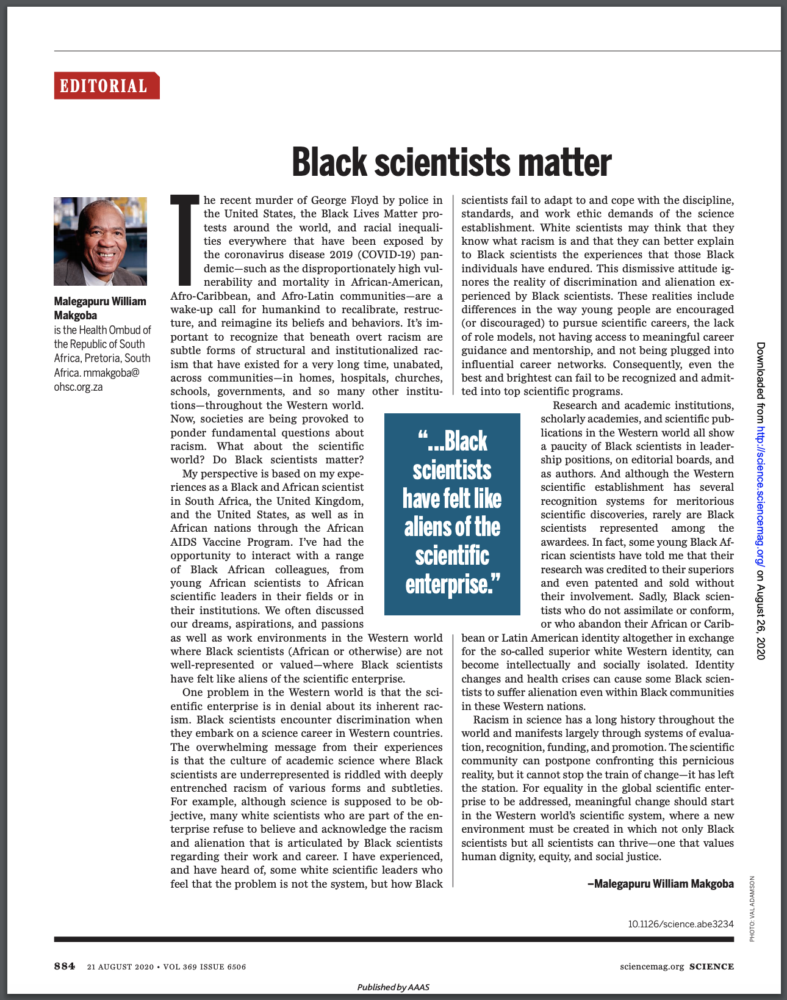 EDITORIAL
Black scientists matter
Malegapuru William
Makgoba
is the Health Ombud of
the Republic of South
Africa, Pretoria, South
Africa. mmakgoba@
ohsc.org.za
The recent murder of George Floyd by police in
the United States, the Black Lives Matter pro-
tests around the world, and racial inequali-
ties everywhere that have been exposed by
the coronavirus disease 2019 (COVID-19) pan-
demic—such as the disproportionately high vul-
nerability and mortality in African-American,
Afro-Caribbean, and Afro-Latin communities—are a
wake-up call for humankind to recalibrate, restruc-
ture, and reimagine its beliefs and behaviors. It’s im-
portant to recognize that beneath overt racism are
subtle forms of structural and institutionalized rac-
ism that have existed for a very long time, unabated,
across communities—in homes, hospitals, churches,
schools, governments, and so many other institu-
tions—throughout the Western world.
Now, societies are being provoked to
ponder fundamental questions about
racism. What about the scientific
world? Do Black scientists matter?
My perspective is based on my expe-
riences as a Black and African scientist
in South Africa, the United Kingdom,
and the United States, as well as in
African nations through the African
AIDS Vaccine Program. I’ve had the
opportunity to interact with a range
of Black African colleagues, from
young African scientists to African
scientific leaders in their fields or in
their institutions. We often discussed
our dreams, aspirations, and passions
as well as work environments in the Western world
where Black scientists (African or otherwise) are not
well-represented or valued—where Black scientists
have felt like aliens of the scientific enterprise.
One problem in the Western world is that the sci-
entific enterprise is in denial about its inherent rac-
ism. Black scientists encounter discrimination when
they embark on a science career in Western countries.
The overwhelming message from their experiences
is that the culture of academic science where Black
scientists are underrepresented is riddled with deeply
entrenched racism of various forms and subtleties.
For example, although science is supposed to be ob-
jective, many white scientists who are part of the en-
terprise refuse to believe and acknowledge the racism
and alienation that is articulated by Black scientists
regarding their work and career. I have experienced,
and have heard of, some white scientific leaders who
feel that the problem is not the system, but how Black
“...Black
scientists
have felt like
aliens of the
scientific
enterprise.”
scientists fail to adapt to and cope with the discipline,
standards, and work ethic demands of the science
establishment. White scientists may think that they
know what racism is and that they can better explain
to Black scientists the experiences that those Black
individuals have endured. This dismissive attitude ig-
nores the reality of discrimination and alienation ex-
perienced by Black scientists. These realities include
differences in the way young people are encouraged
(or discouraged) to pursue scientific careers, the lack
of role models, not having access to meaningful career
guidance and mentorship, and not being plugged into
influential career networks. Consequently, even the
best and brightest can fail to be recognized and admit-
ted into top scientific programs.
Research and academic institutions,
scholarly academies, and scientific pub-
lications in the Western world all show
a paucity of Black scientists in leader-
ship positions, on editorial boards, and
as authors. And although the Western
scientific establishment has several
recognition systems for meritorious
scientific discoveries, rarely are Black
scientists represented among the
awardees. In fact, some young Black Af-
rican scientists have told me that their
research was credited to their superiors
and even patented and sold without
their involvement. Sadly, Black scien-
tists who do not assimilate or conform,
or who abandon their African or Carib-
bean or Latin American identity altogether in exchange
for the so-called superior white Western identity, can
become intellectually and socially isolated. Identity
changes and health crises can cause some Black scien-
tists to suffer alienation even within Black communities
in these Western nations.
Racism in science has a long history throughout the
world and manifests largely through systems of evalua-
tion, recognition, funding, and promotion. The scientific
community can postpone confronting this pernicious
reality, but it cannot stop the train of change—it has left
the station. For equality in the global scientific enter-
prise to be addressed, meaningful change should start
in the Western world’s scientific system, where a new
environment must be created in which not only Black
scientists but all scientists can thrive—one that values
human dignity, equity, and social justice.
–Malegapuru William Makgoba
10.1126/science.abe3234
Downloaded from http://science.sciencemag.org/ on August 26, 2020
PHOTO: VAL ADAMSON
884 21 AUGUST 2020 • VOL 369 ISSUE 6506
sciencemag.org SCIENCE
Published by AAAS